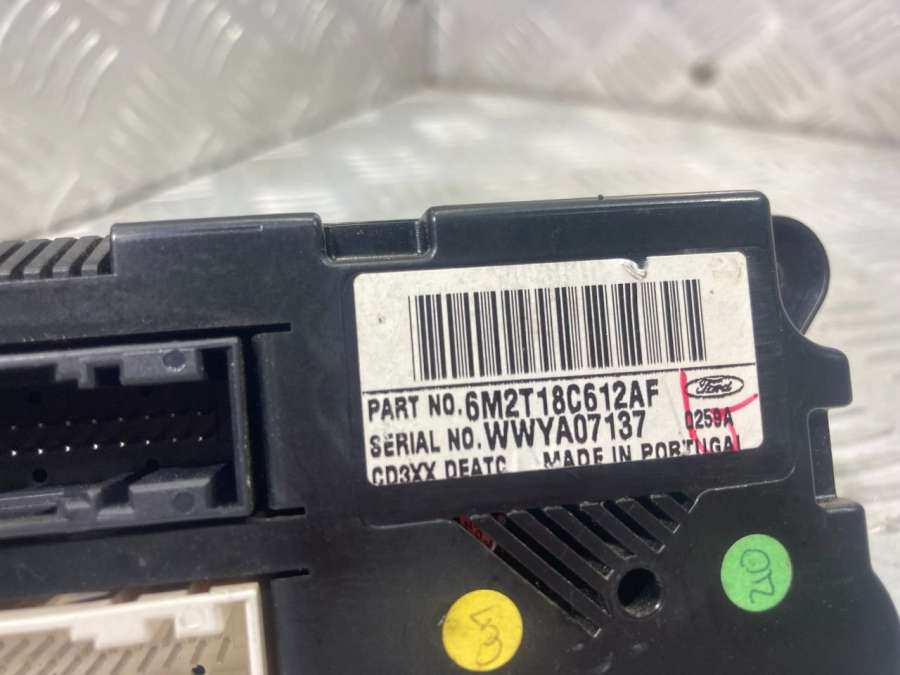 PART NO. 6M2T18C612AF
Ford
SERIAL NO. WWYA07137
0259A
CD3XX DEATC MADE IN PORTUGAL